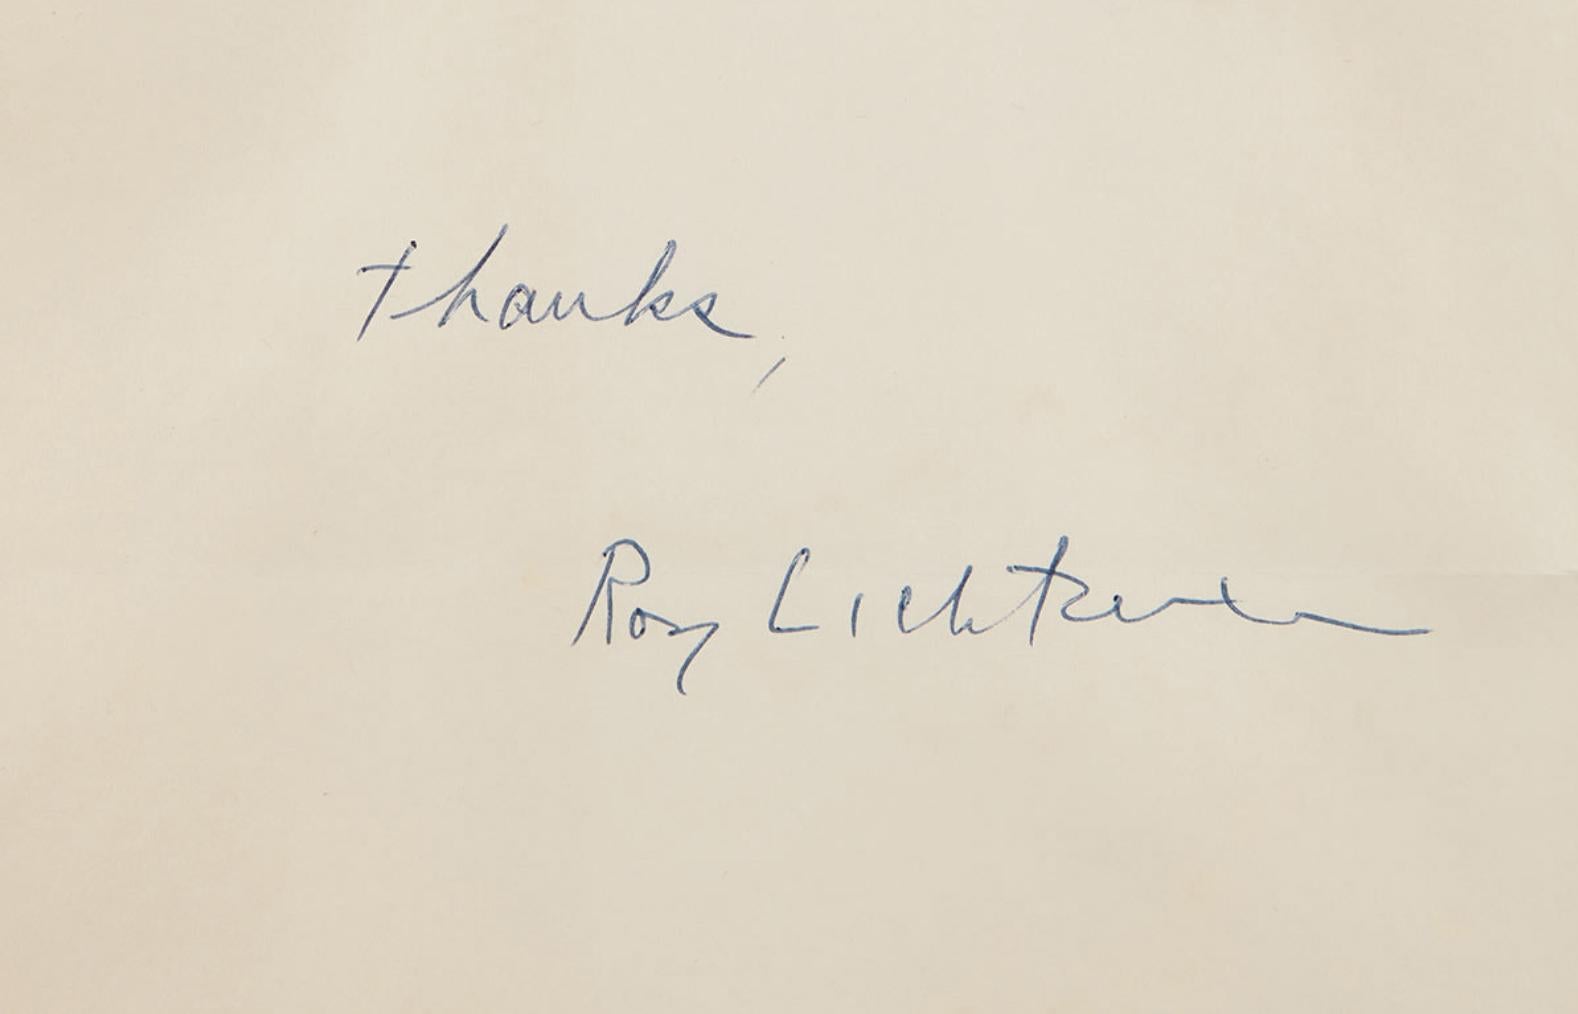 thanks,
Roy Lichtenstein